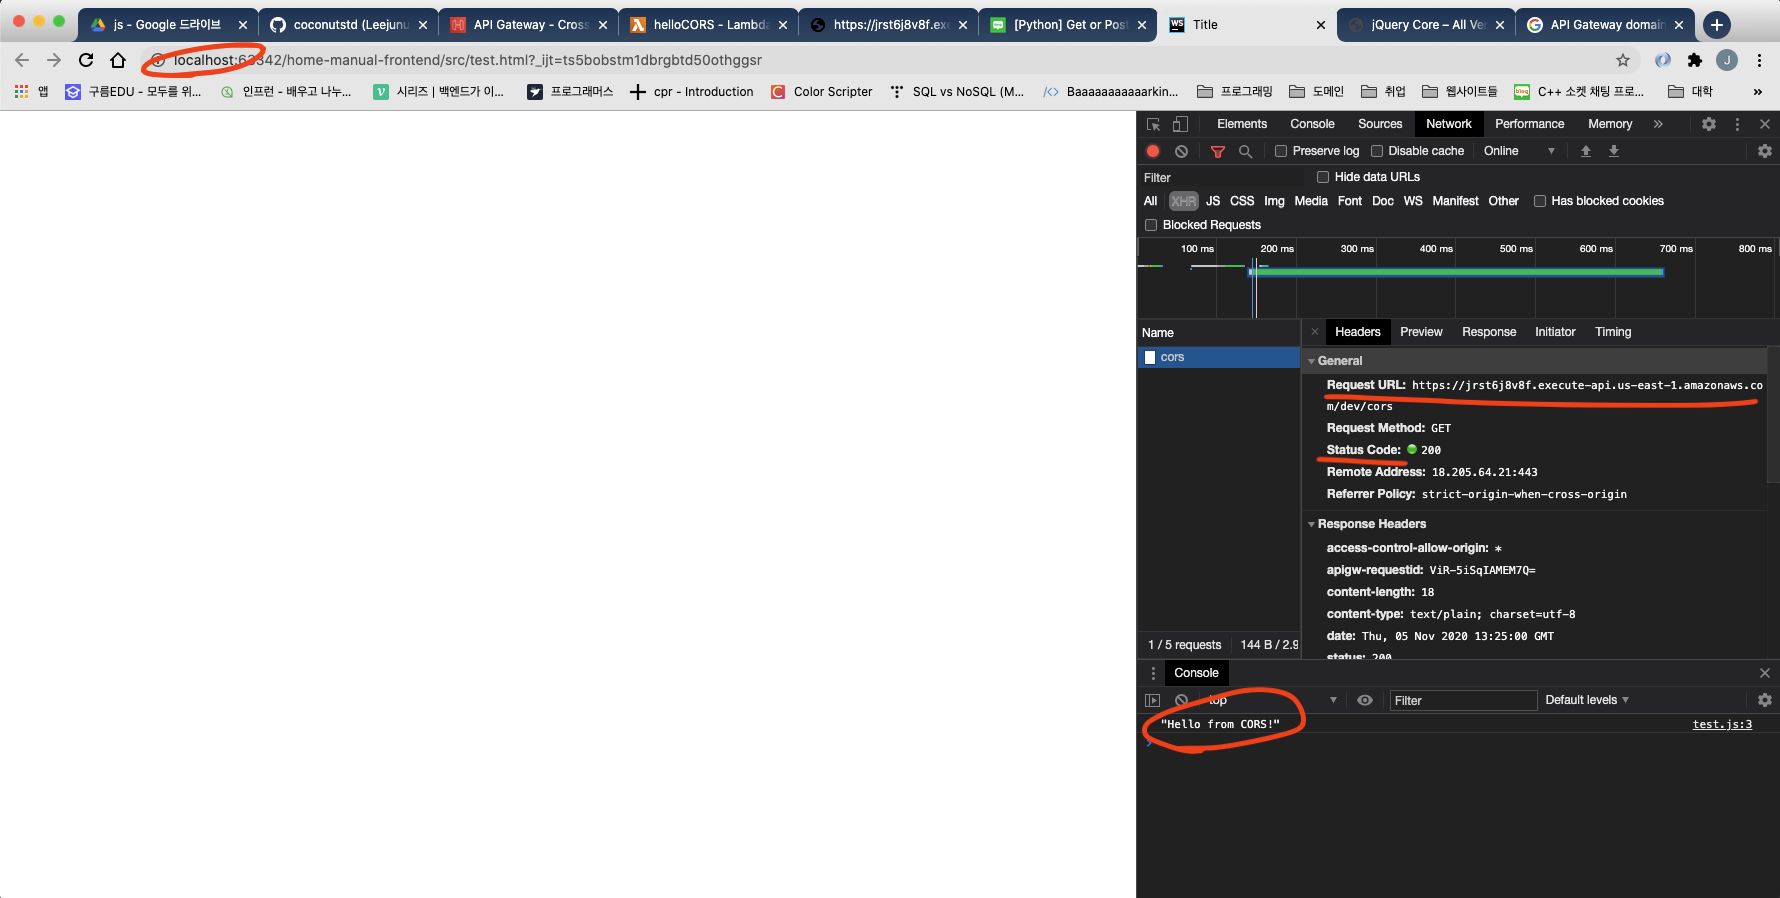 js - Google 드라이브
coconutstd (Leejunu
API Gateway - Cros
helloCORS - Lambda
https://jrst6j8v8f.exe
[Python] Get or Post
WS Title
jQuery Core – All Ve
API Gateway domain
localhost:63342/home-manual-frontend/src/test.html?_ijt=ts5bobstm1dbrgbtd50othggsr
J
앱
구름EDU - 모두를 위...
인프런 - 배우고 나누...
시리즈 | 백엔드가 이...
프로그래머스
cpr - Introduction
Color Scripter
SQL vs NoSQL (M...
Baaaaaaaaaaarkin...
프로그래밍
도메인
취업
웹사이트들
C++ 소켓 채팅 프로...
대학
»
Elements Console Sources Network Performance Memory »
Preserve log Disable cache Online
Filter Hide data URLs
All XHR JS CSS Img Media Font Doc WS Manifest Other Has blocked cookies
Blocked Requests
100 ms 200 ms 300 ms 400 ms 500 ms 600 ms 700 ms 800 ms
Name
cors
1 / 5 requests 144 B / 2.9
Headers Preview Response Initiator Timing
General
Request URL: https://jrst6j8v8f.execute-api.us-east-1.amazonaws.co
m/dev/cors
Request Method: GET
Status Code: 200
Remote Address: 18.205.64.21:443
Referrer Policy: strict-origin-when-cross-origin
Response Headers
access-control-allow-origin: *
apigw-requestid: ViR-5iSqIAMEM7Q=
content-length: 18
content-type: text/plain; charset=utf-8
date: Thu, 05 Nov 2020 13:25:00 GMT
status: 200
Console
top Filter Default levels
"Hello from CORS!" test.js:3